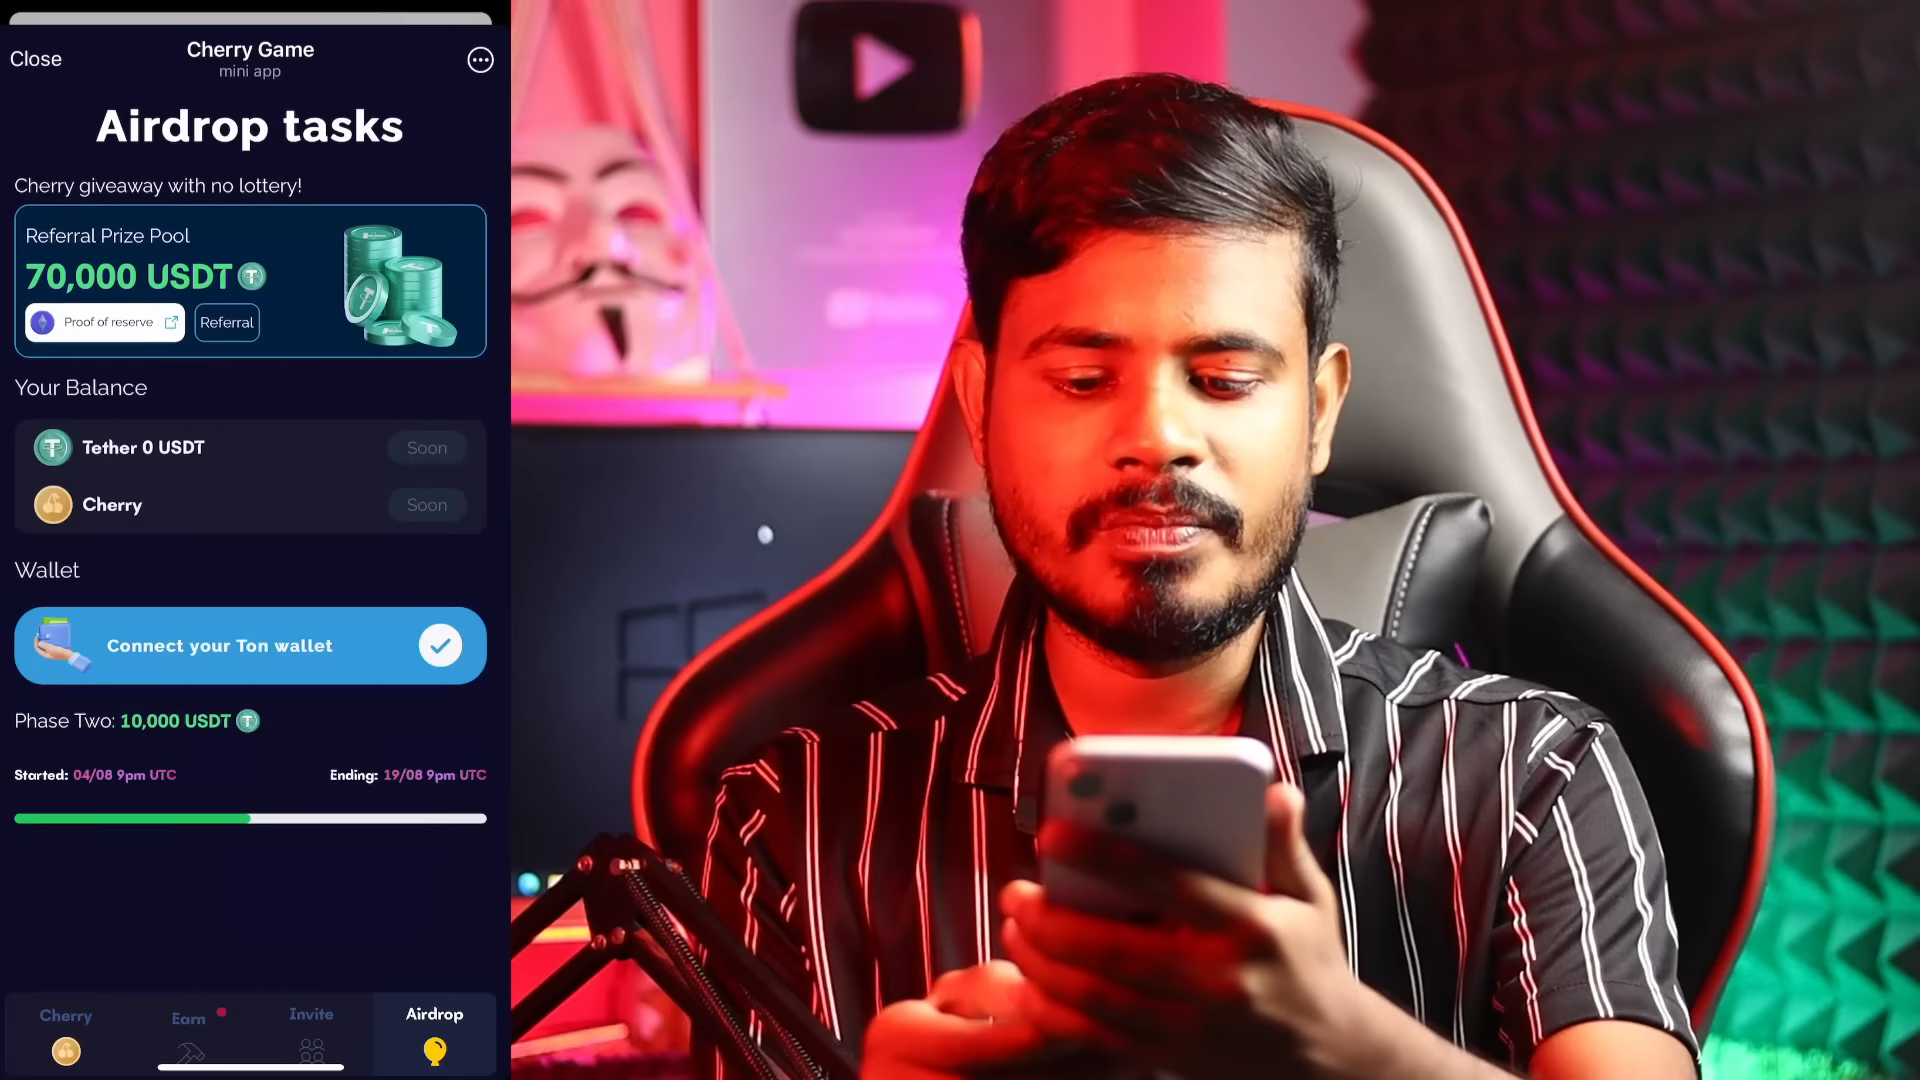 Close
Cherry Game
mini app
Airdrop tasks
Cherry giveaway with no lottery!
Referral Prize Pool
70,000 USDT
Proof of reserve
Referral
Your Balance
Tether 0 USDT
Soon
Cherry
Soon
Wallet
Connect your Ton wallet
Phase Two: 10,000 USDT
Started: 04/08 9pm UTC
Ending: 19/08 9pm UTC
Cherry
Earn
Invite
Airdrop